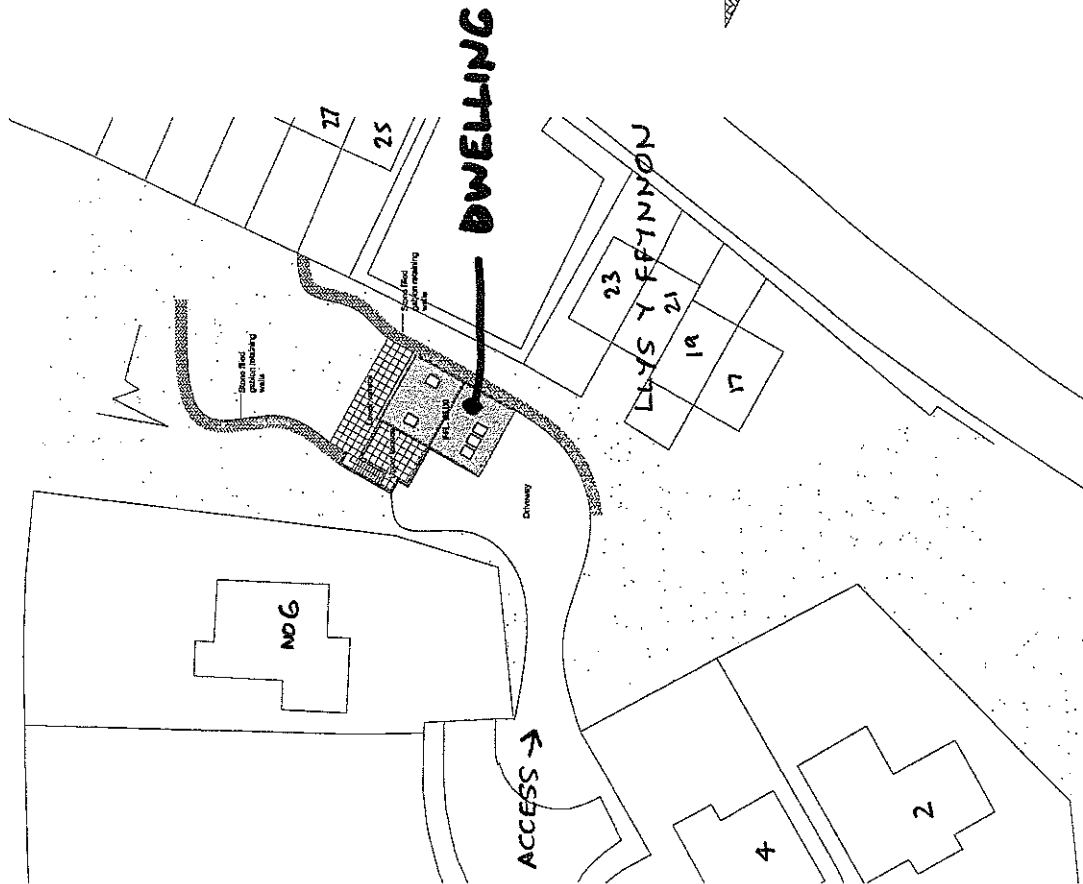 DWELLING
27
25
Stone filled
gabion retaining
walls
Stone filled
gabion retaining
walls
LLYS Y FFYNNON
23
21
19
17
Driveway
NO 6
ACCESS →
4
2